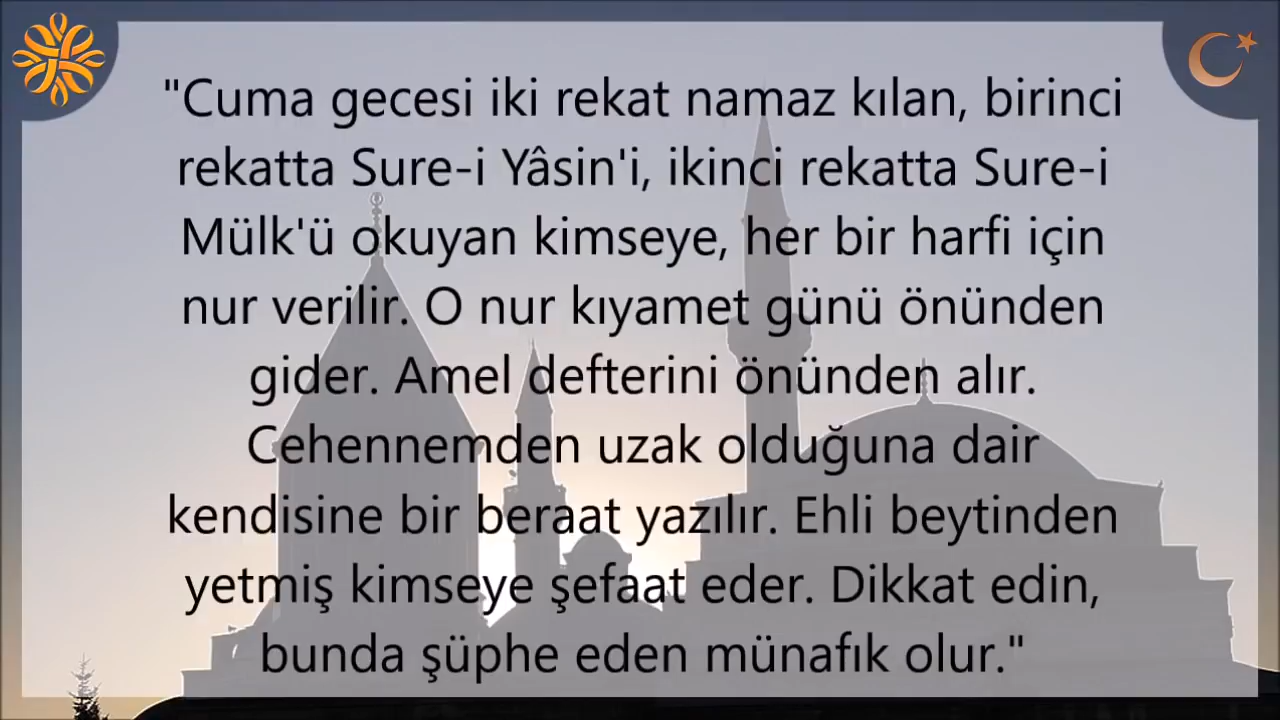 "Cuma gecesi iki rekat namaz kılan, birinci
rekatta Sure-i Yâsin'i, ikinci rekatta Sure-i
Mülk'ü okuyan kimseye, her bir harfi için
nur verilir. O nur kıyamet günü önünden
gider. Amel defterini önünden alır.
Cehennemden uzak olduğuna dair
kendisine bir beraat yazılır. Ehli beytinden
yetmiş kimseye şefaat eder. Dikkat edin,
bunda şüphe eden münafık olur."